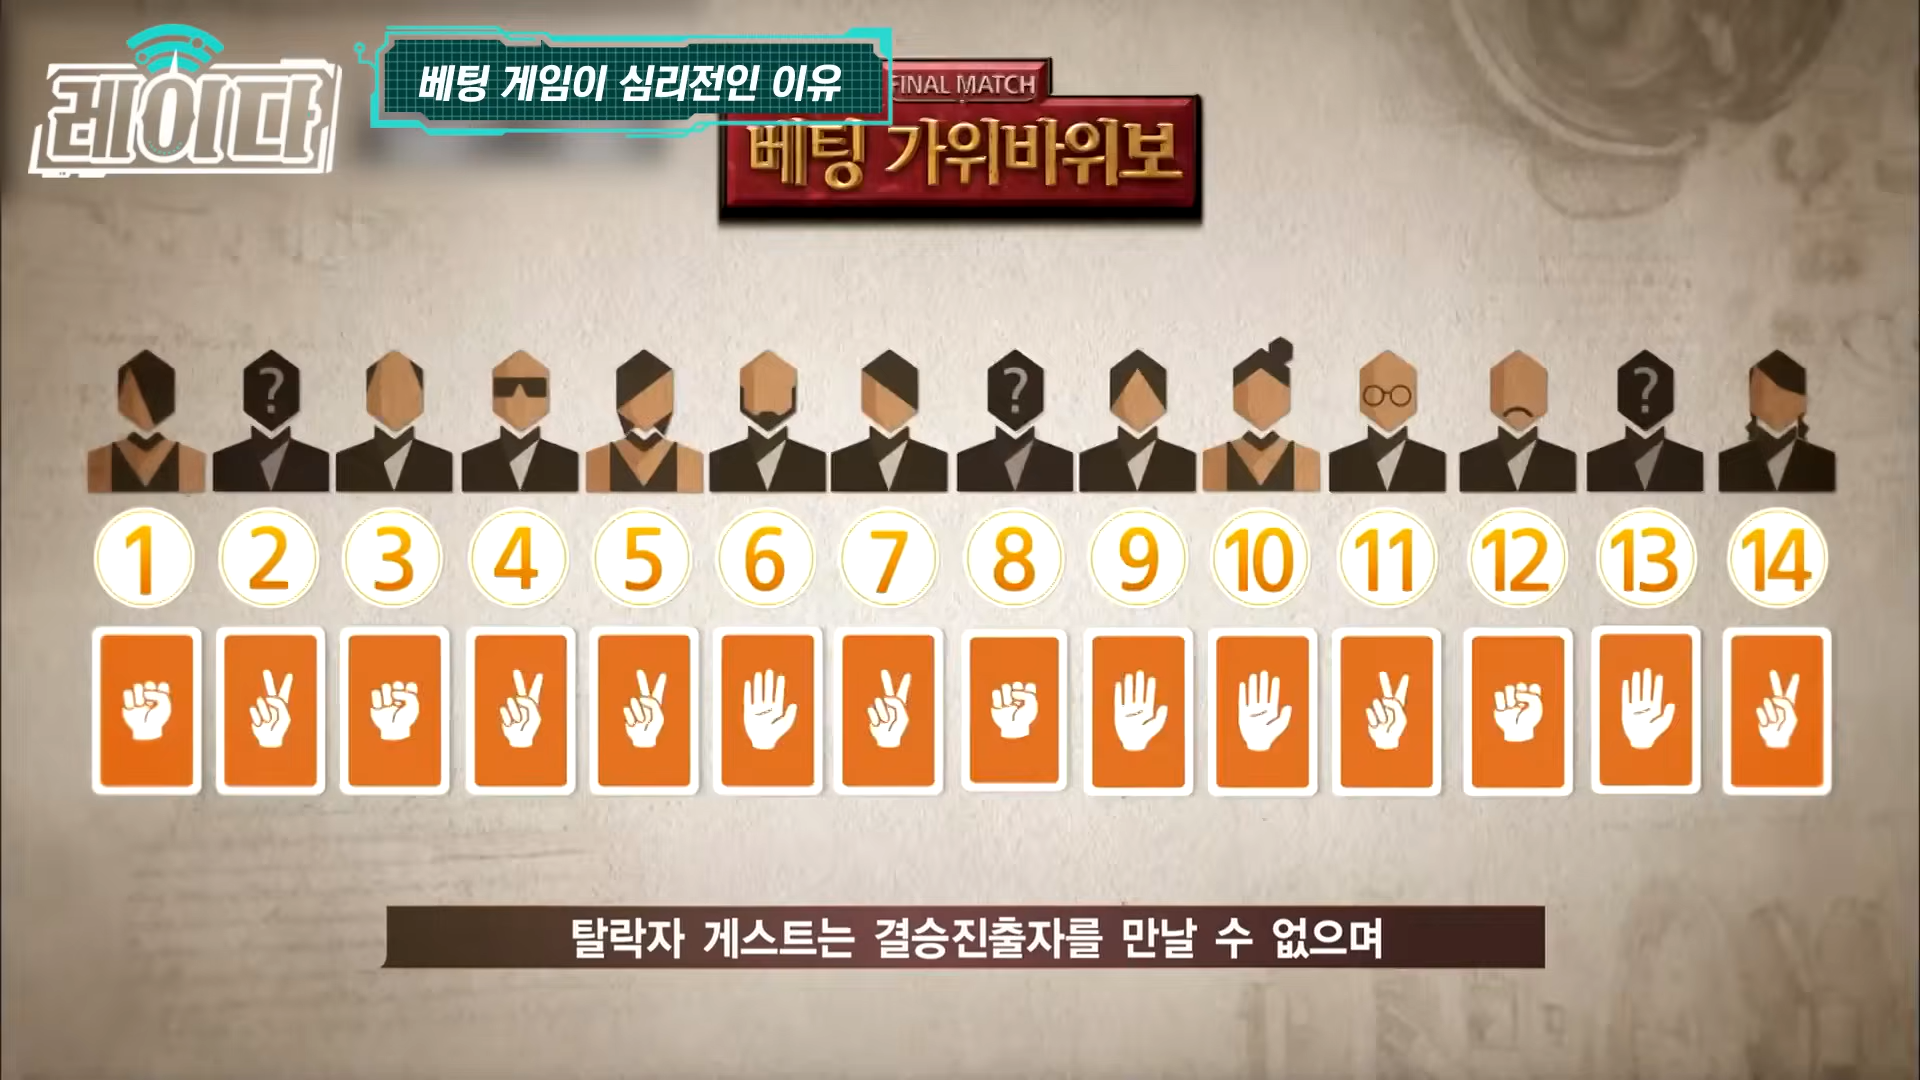 레이다
베팅 게임이 심리전인 이유
FINAL MATCH
베팅 가위바위보
? ? ?
1 2 3 4 5 6 7 8 9 10 11 12 13 14
탈락자 게스트는 결승진출자를 만날 수 없으며